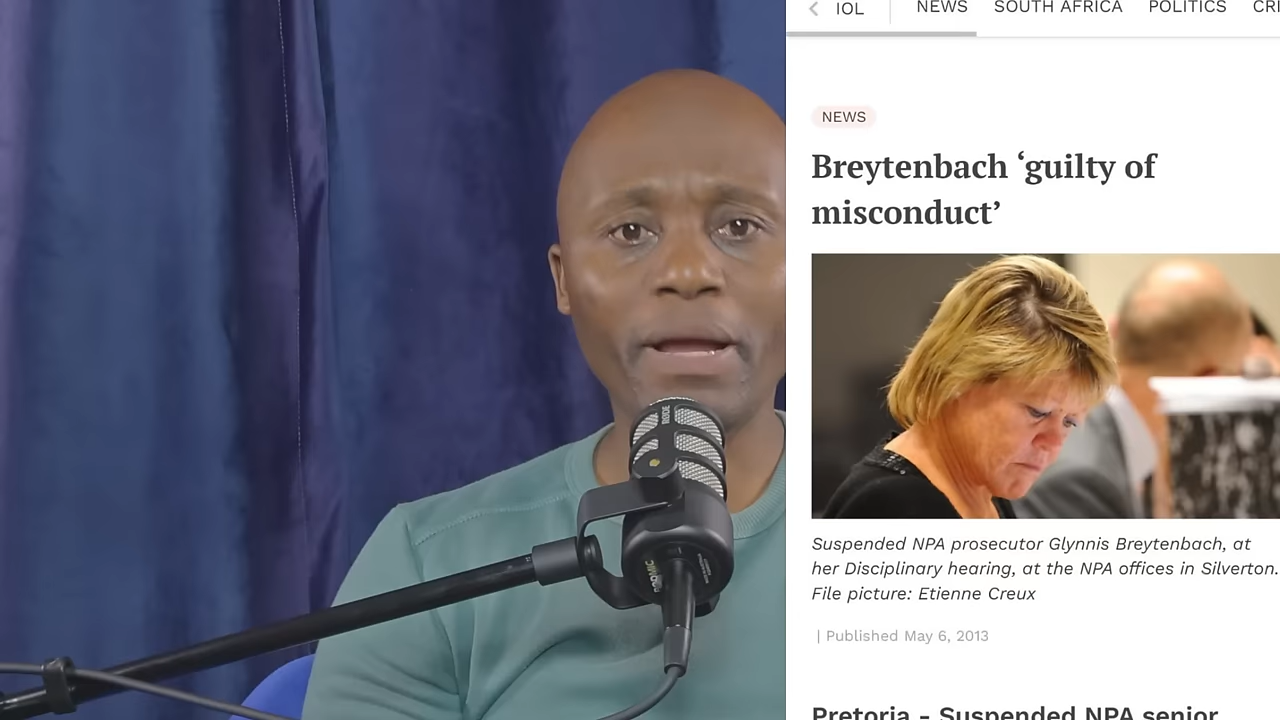 IOL
NEWS SOUTH AFRICA POLITICS CRI
NEWS
Breytenbach ‘guilty of
misconduct’
Suspended NPA prosecutor Glynnis Breytenbach, at
her Disciplinary hearing, at the NPA offices in Silverton.
File picture: Etienne Creux
| Published May 6, 2013
Pretoria - Suspended NPA senior
RØDE